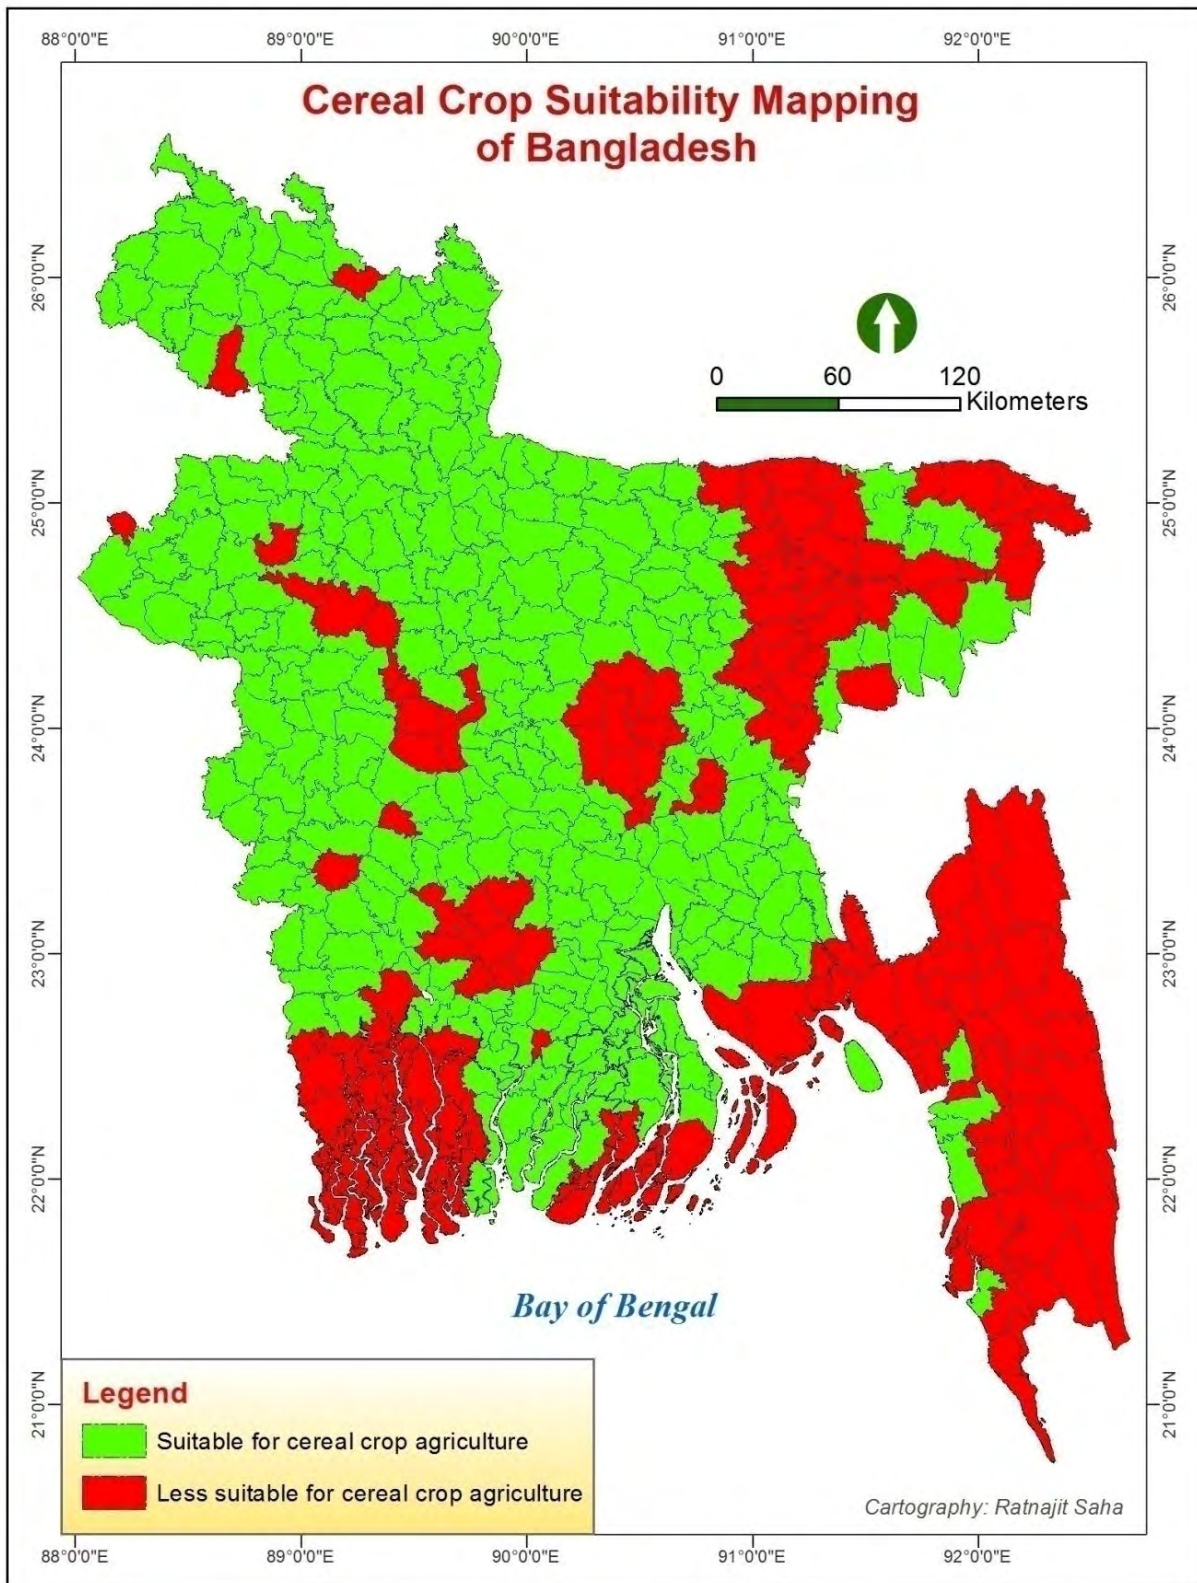 88°0'0"E 89°0'0"E 90°0'0"E 91°0'0"E 92°0'0"E
Cereal Crop Suitability Mapping
of Bangladesh
26°0'0"N 26°0'0"N
0 60 120
Kilometers
25°0'0"N 25°0'0"N
24°0'0"N 24°0'0"N
23°0'0"N 23°0'0"N
22°0'0"N 22°0'0"N
Bay of Bengal
21°0'0"N 21°0'0"N
Legend
Suitable for cereal crop agriculture
Less suitable for cereal crop agriculture
Cartography: Ratnajit Saha
88°0'0"E 89°0'0"E 90°0'0"E 91°0'0"E 92°0'0"E